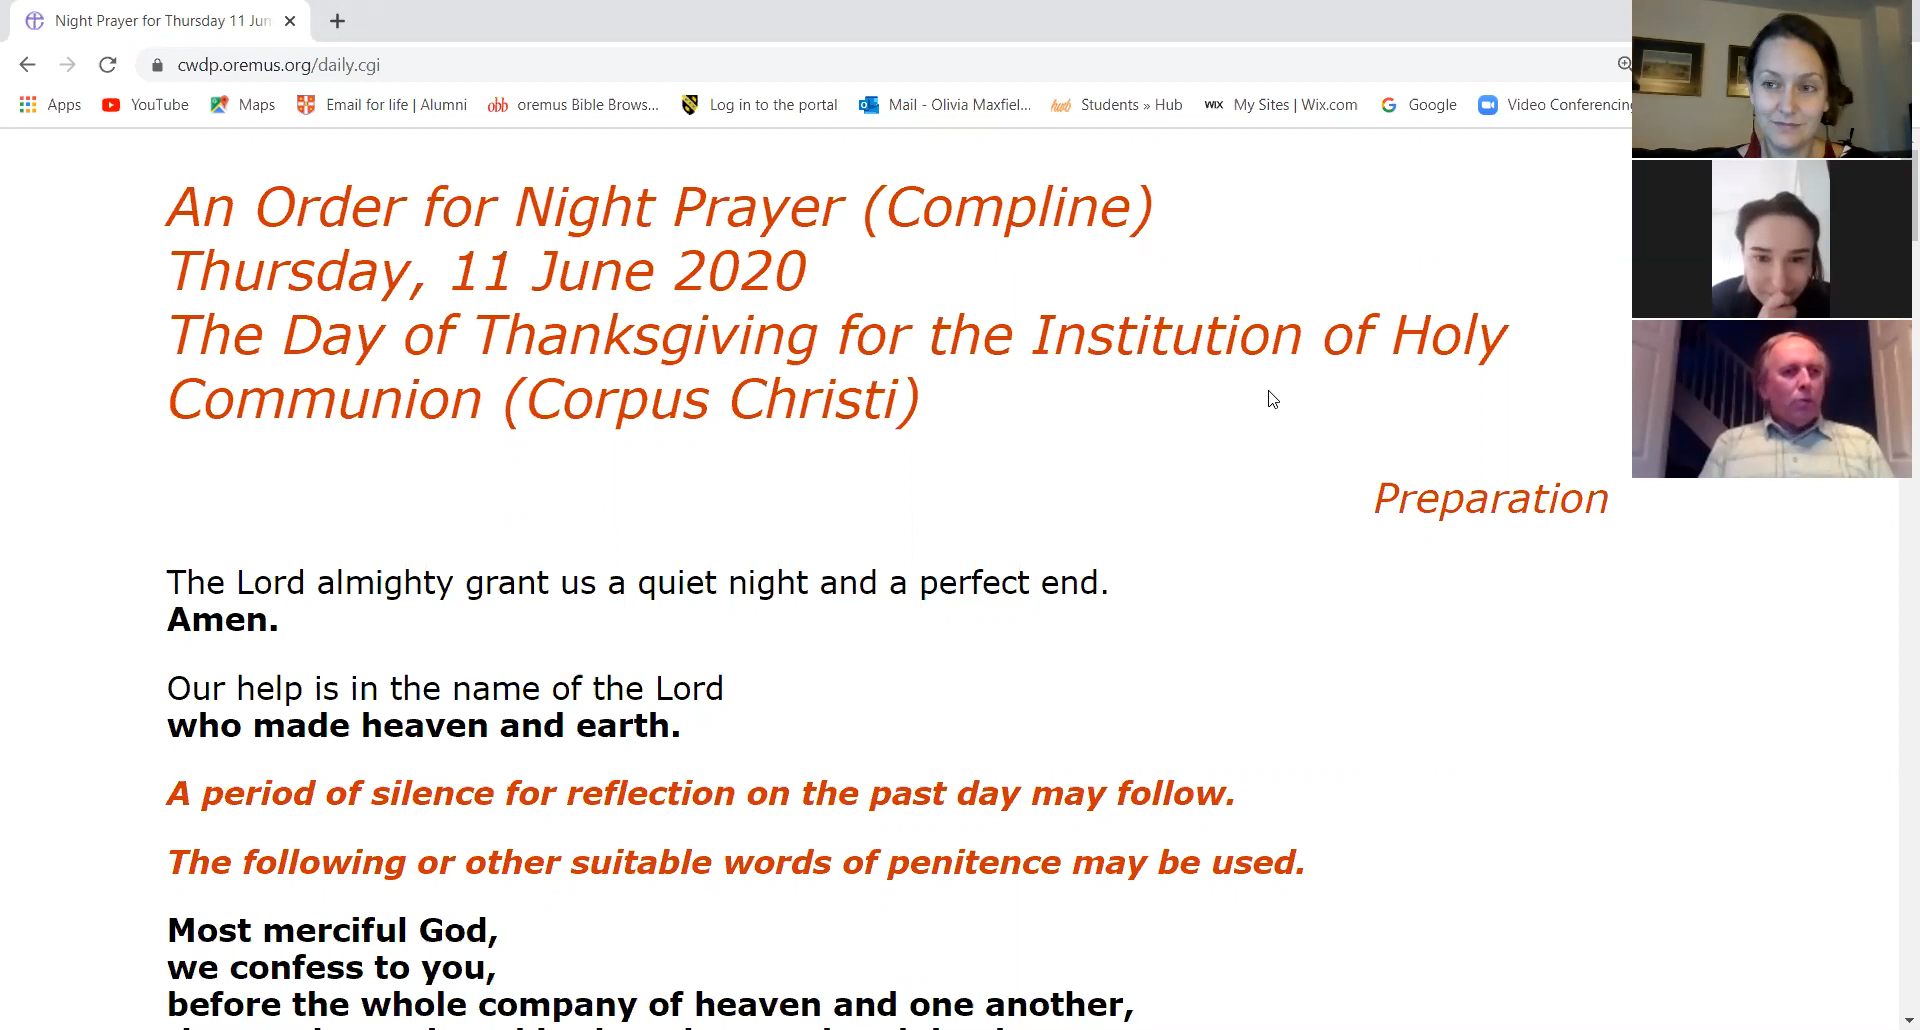 Night Prayer for Thursday 11 Jun
cwdp.oremus.org/daily.cgi
Apps YouTube Maps Email for life | Alumni obb oremus Bible Brows... Log in to the portal Mail - Olivia Maxfiel... hwb Students » Hub WIX My Sites | Wix.com Google Video Conferencing
An Order for Night Prayer (Compline)
Thursday, 11 June 2020
The Day of Thanksgiving for the Institution of Holy
Communion (Corpus Christi)
Preparation
The Lord almighty grant us a quiet night and a perfect end.
Amen.
Our help is in the name of the Lord
who made heaven and earth.
A period of silence for reflection on the past day may follow.
The following or other suitable words of penitence may be used.
Most merciful God,
we confess to you,
before the whole company of heaven and one another,